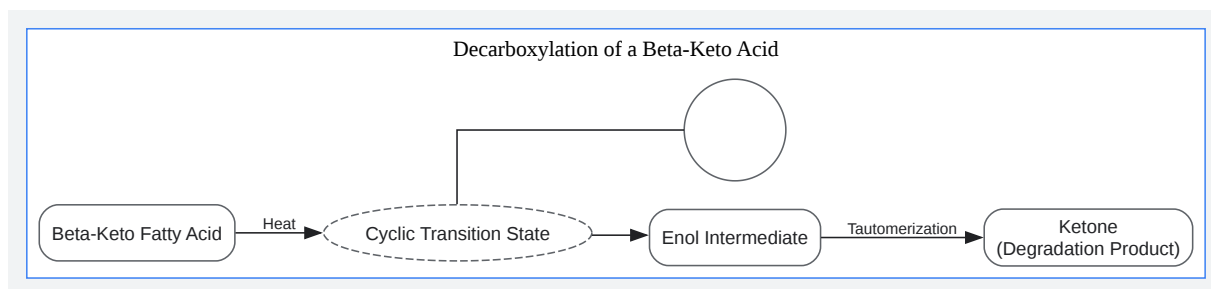 Decarboxylation of a Beta-Keto Acid
Beta-Keto Fatty Acid
Heat
Cyclic Transition State
Enol Intermediate
Tautomerization
Ketone
(Degradation Product)